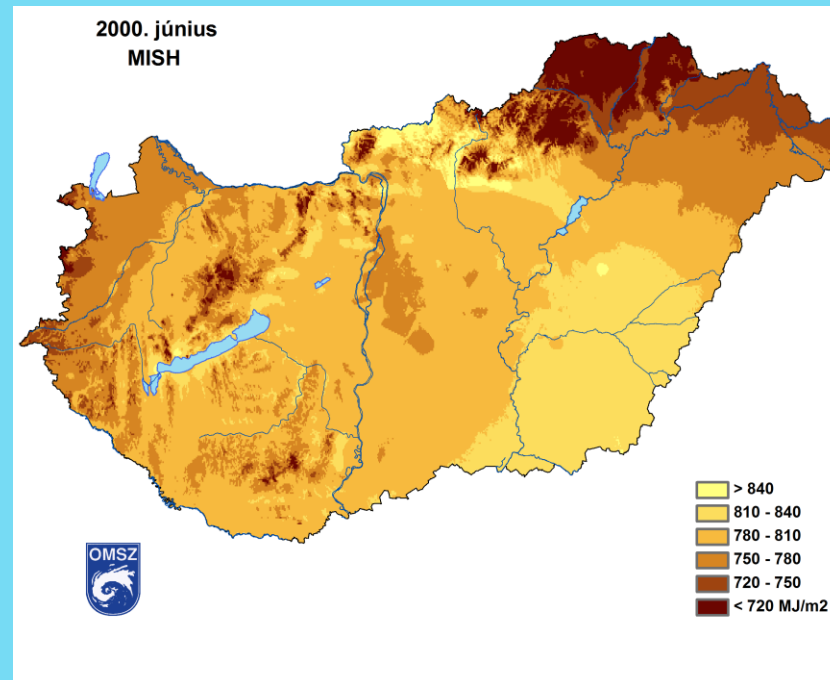 2000. június
MISH
> 840
810 - 840
780 - 810
750 - 780
720 - 750
< 720 MJ/m2
OMSZ